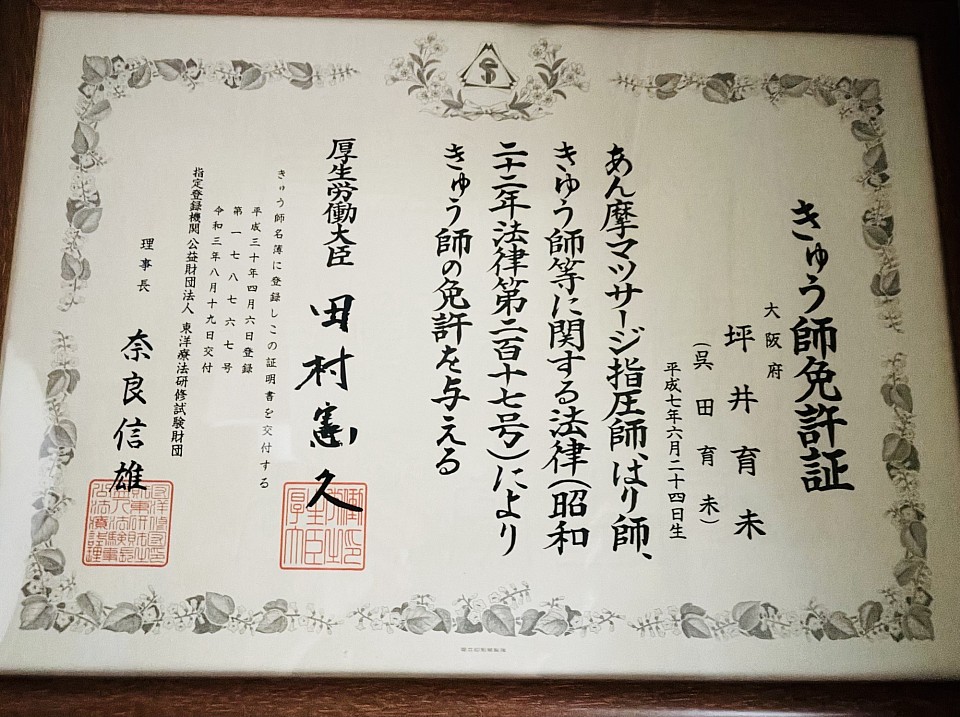 きゅう師免許証
大阪府
坪井育未
(呉田育未)
平成七年六月二十四日生
あん摩マツサージ指圧師、はり師、
きゆう師等に関する法律(昭和
二十二年法律第二百十七号)により
きゅう師の免許を与える
厚生労働大臣 田村憲久
きゅう師名簿に登録しこの証明書を交付する
平成三十年四月六日登録
第一七八七六七号
令和三年八月十九日交付
指定登録機関 公益財団法人 東洋療法研修試験財団
理事長 奈良信雄